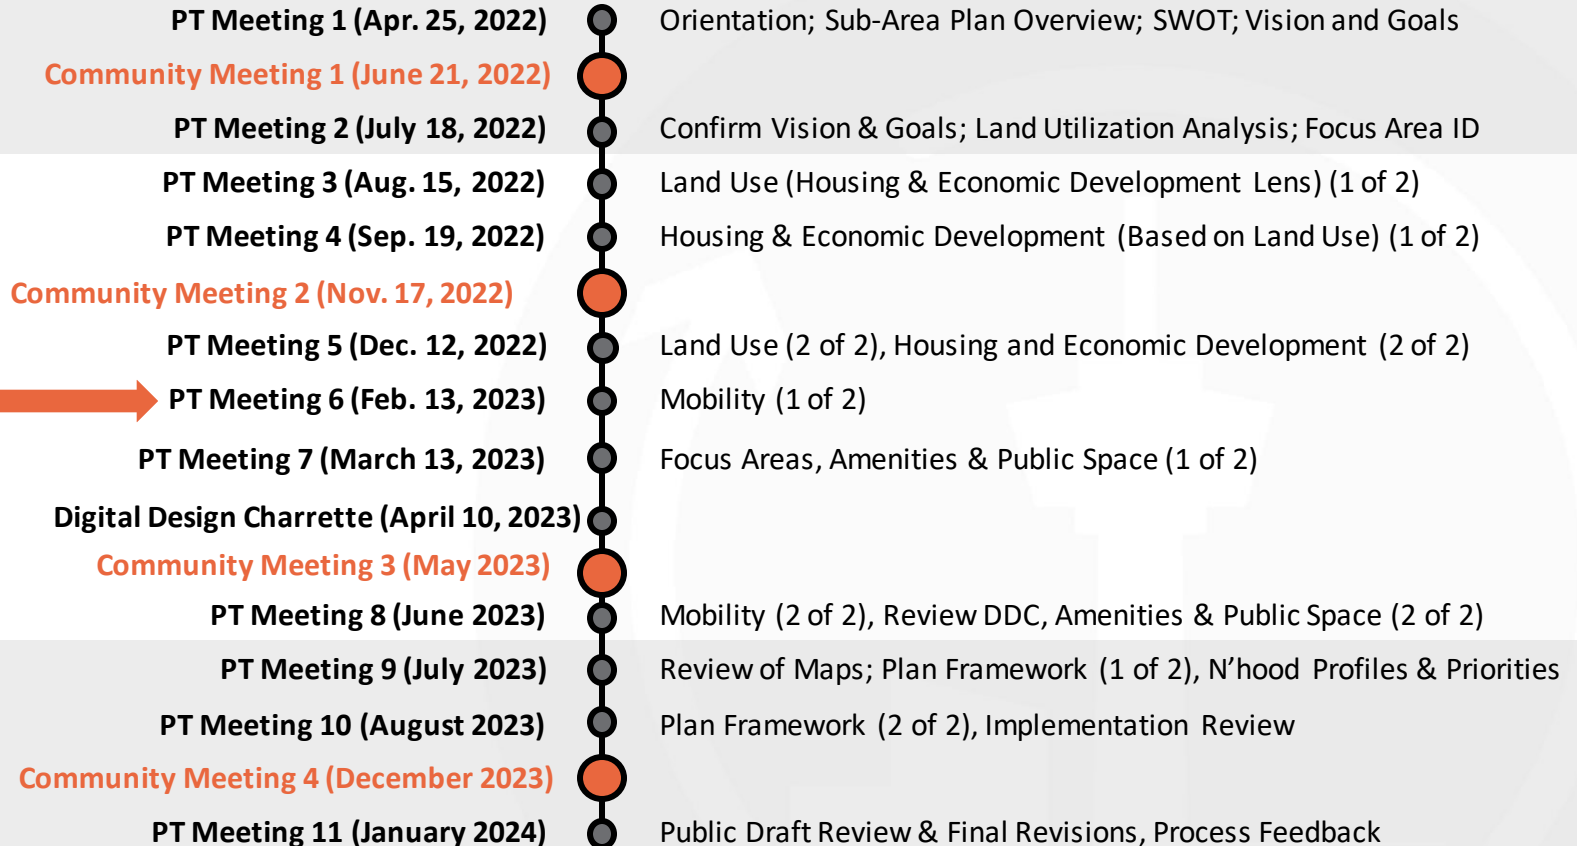 PT Meeting 1 (Apr. 25, 2022) Orientation; Sub-Area Plan Overview; SWOT; Vision and Goals
Community Meeting 1 (June 21, 2022)
PT Meeting 2 (July 18, 2022) Confirm Vision & Goals; Land Utilization Analysis; Focus Area ID
PT Meeting 3 (Aug. 15, 2022) Land Use (Housing & Economic Development Lens) (1 of 2)
PT Meeting 4 (Sep. 19, 2022) Housing & Economic Development (Based on Land Use) (1 of 2)
Community Meeting 2 (Nov. 17, 2022)
PT Meeting 5 (Dec. 12, 2022) Land Use (2 of 2), Housing and Economic Development (2 of 2)
PT Meeting 6 (Feb. 13, 2023) Mobility (1 of 2)
PT Meeting 7 (March 13, 2023) Focus Areas, Amenities & Public Space (1 of 2)
Digital Design Charrette (April 10, 2023)
Community Meeting 3 (May 2023)
PT Meeting 8 (June 2023) Mobility (2 of 2), Review DDC, Amenities & Public Space (2 of 2)
PT Meeting 9 (July 2023) Review of Maps; Plan Framework (1 of 2), N’hood Profiles & Priorities
PT Meeting 10 (August 2023) Plan Framework (2 of 2), Implementation Review
Community Meeting 4 (December 2023)
PT Meeting 11 (January 2024) Public Draft Review & Final Revisions, Process Feedback